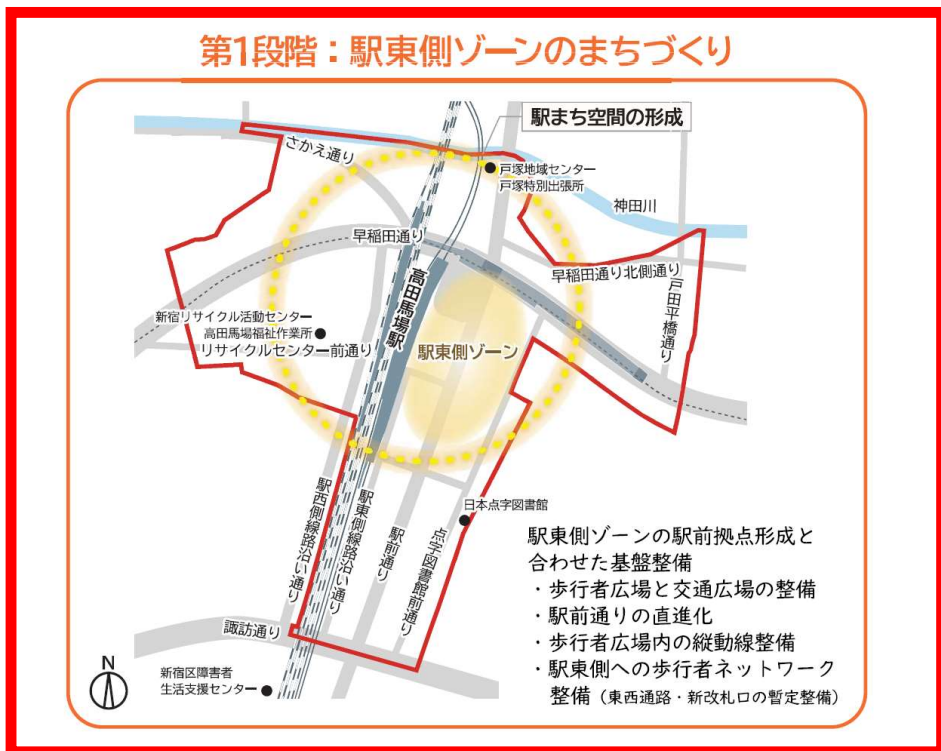 第1段階：駅東側ゾーンのまちづくり
駅まち空間の形成
さかえ通り
戸塚地域センター
戸塚特別出張所
神田川
早稲田通り
早稲田通り北側通り
戸田平橋通り
高田馬場駅
新宿リサイクル活動センター
高田馬場福祉作業所
リサイクルセンター前通り
駅東側ゾーン
日本点字図書館
駅西側線路沿い通り
駅東側線路沿い通り
駅前通り
点字図書館前通り
諏訪通り
新宿区障害者
生活支援センター
N
駅東側ゾーンの駅前拠点形成と
合わせた基盤整備
・歩行者広場と交通広場の整備
・駅前通りの直進化
・歩行者広場内の縦動線整備
・駅東側への歩行者ネットワーク
整備（東西通路・新改札口の暫定整備）